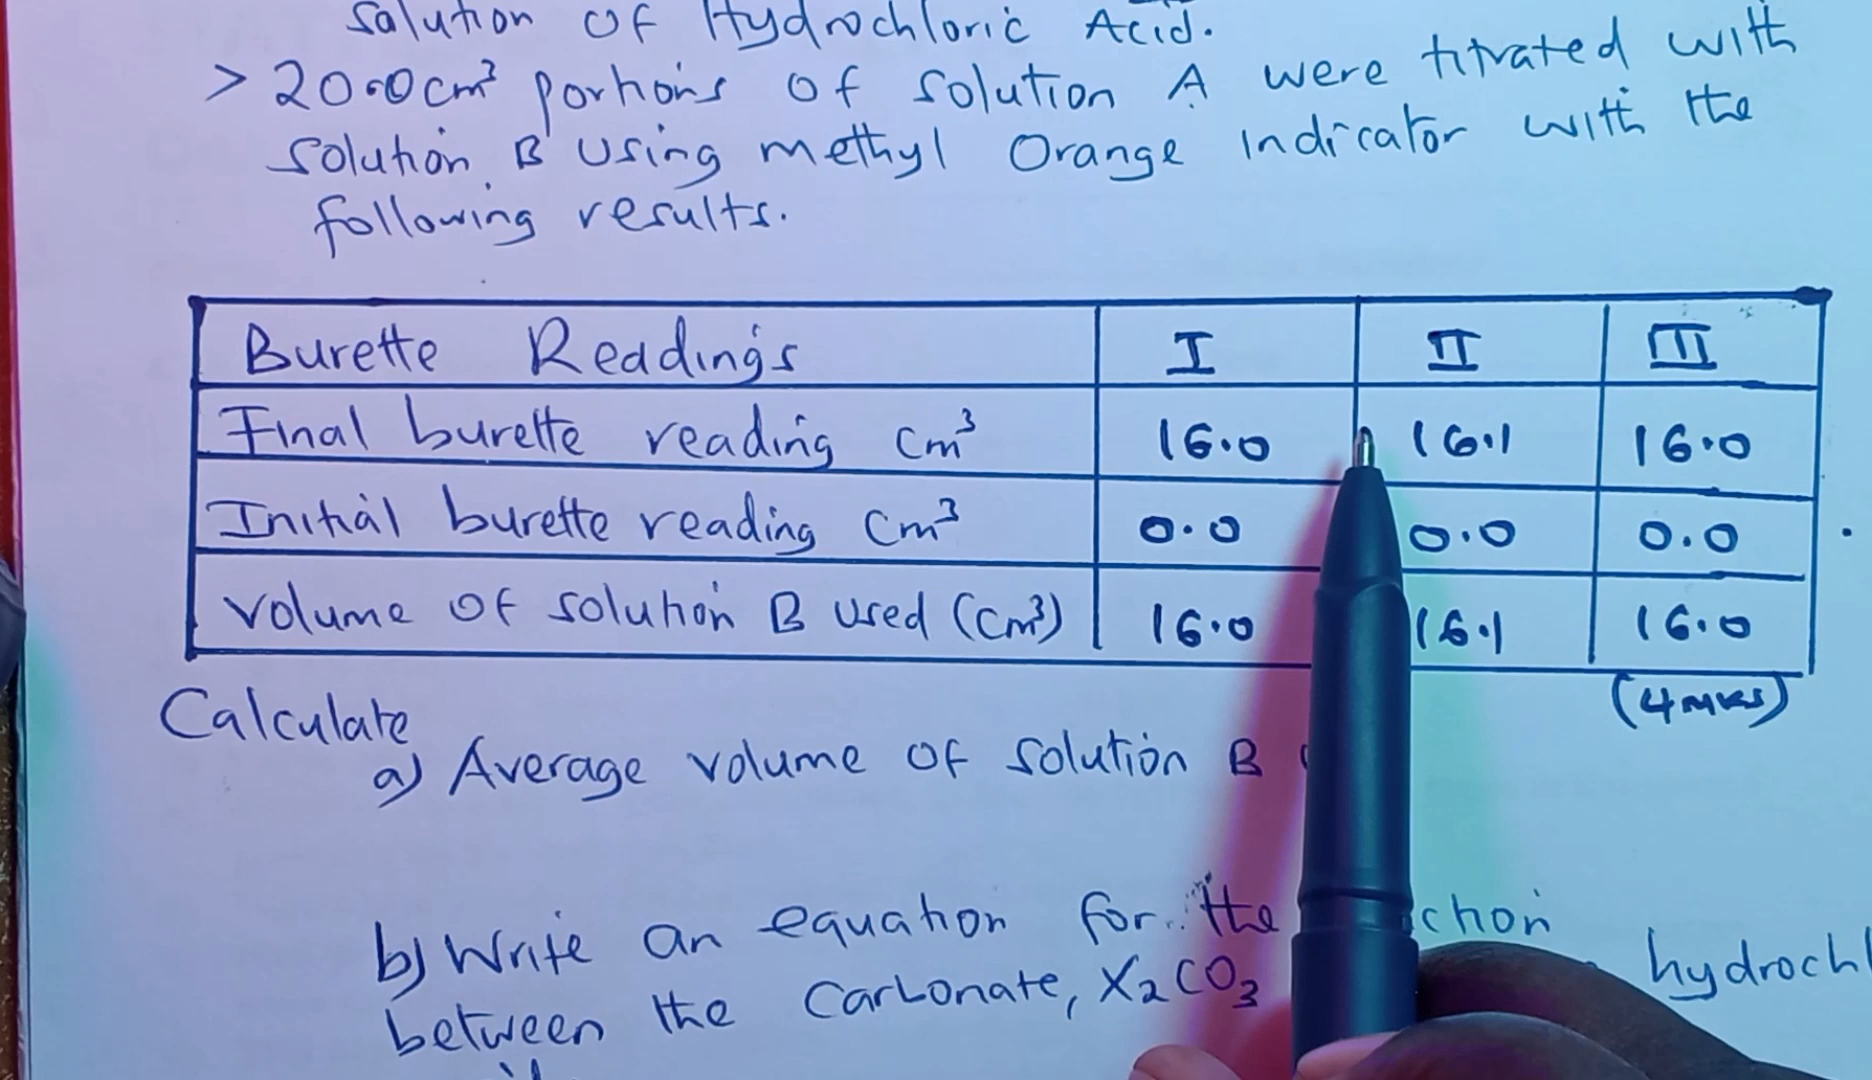 solution of Hydrochloric Acid.
> 20.0cm³ portions of solution A were titrated with
solution B using methyl Orange indicator with the
following results.
Burette Readings I II III
Final burette reading cm³ 16.0 16.1 16.0
Initial burette reading cm³ 0.0 0.0 0.0
Volume of solution B used (cm³) 16.0 16.1 16.0
(4mks)
Calculate
a) Average volume of solution B
b) Write an equation for the
between the Carbonate, X₂CO₃